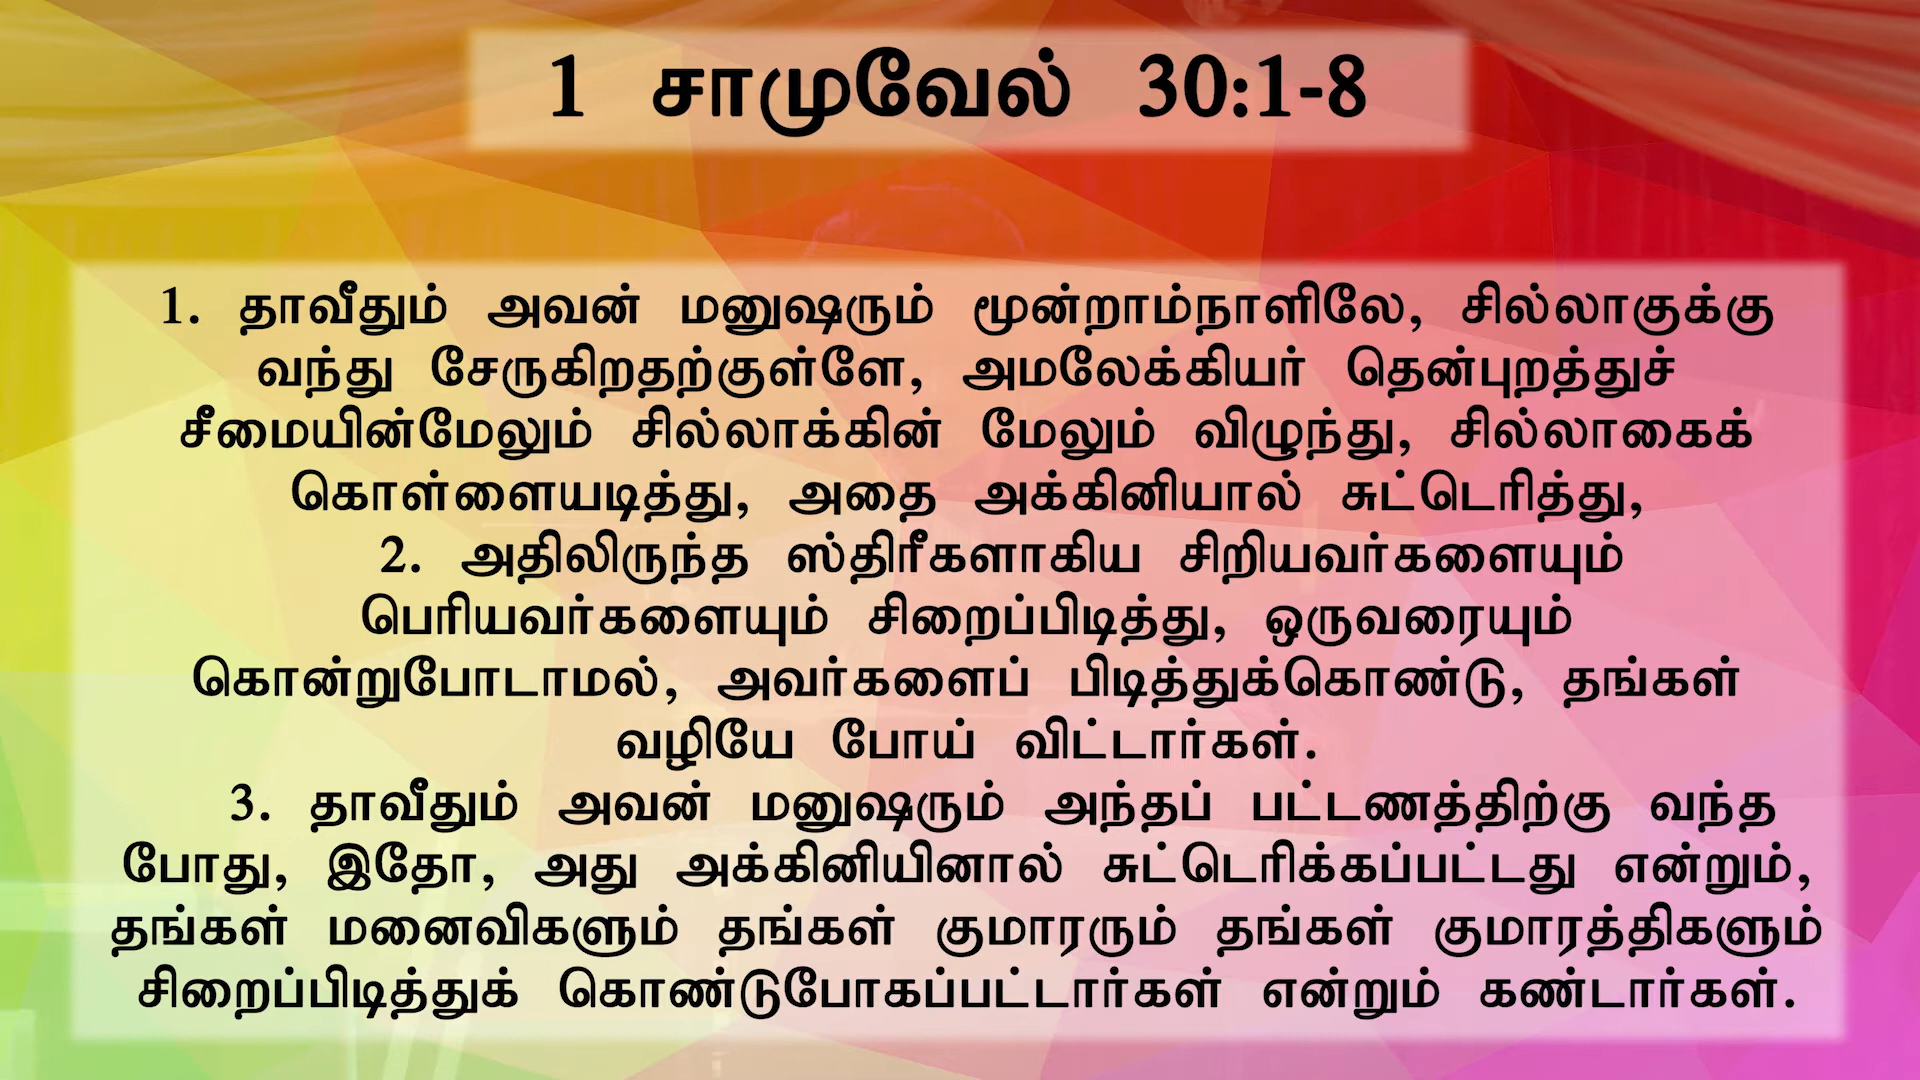 1 சாமுவேல் 30:1-8
1. தாவீதும் அவன் மனுஷரும் மூன்றாம்நாளிலே, சில்லாகுக்கு
வந்து சேருகிறதற்குள்ளே, அமலேக்கியர் தென்புறத்துச்
சீமையின்மேலும் சில்லாக்கின் மேலும் விழுந்து, சில்லாகைக்
கொள்ளையடித்து, அதை அக்கினியால் சுட்டெரித்து,
2. அதிலிருந்த ஸ்திரீகளாகிய சிறியவர்களையும்
பெரியவர்களையும் சிறைப்பிடித்து, ஒருவரையும்
கொன்றுபோடாமல், அவர்களைப் பிடித்துக்கொண்டு, தங்கள்
வழியே போய் விட்டார்கள்.
3. தாவீதும் அவன் மனுஷரும் அந்தப் பட்டணத்திற்கு வந்த
போது, இதோ, அது அக்கினியினால் சுட்டெரிக்கப்பட்டது என்றும்,
தங்கள் மனைவிகளும் தங்கள் குமாரரும் தங்கள் குமாரத்திகளும்
சிறைப்பிடித்துக் கொண்டுபோகப்பட்டார்கள் என்றும் கண்டார்கள்.